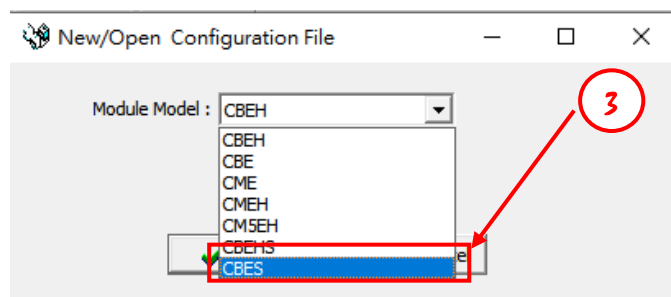 New/Open Configuration File
Module Model : CBEH
CBEH
CBE
CME
CMEH
CM5EH
CBEHS
CBES
3